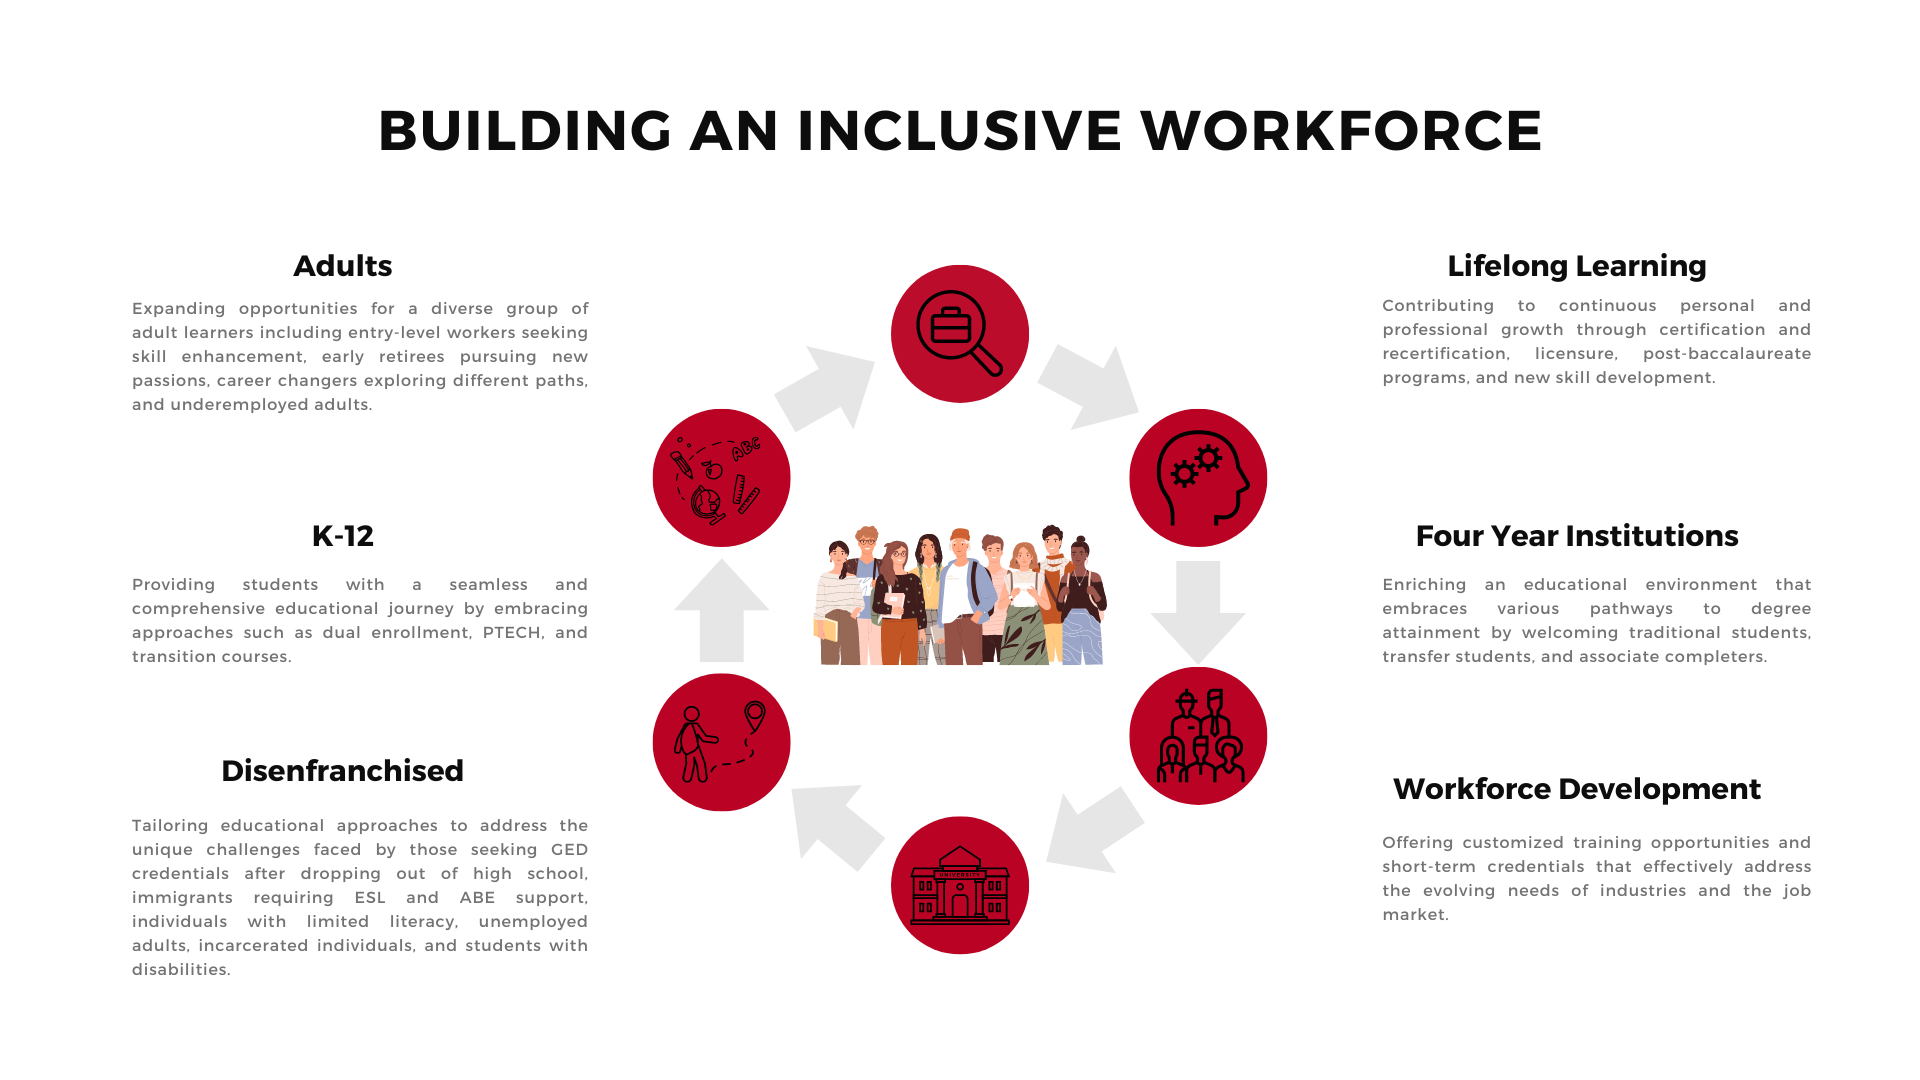 BUILDING AN INCLUSIVE WORKFORCE
Adults
Expanding opportunities for a diverse group of
adult learners including entry-level workers seeking
skill enhancement, early retirees pursuing new
passions, career changers exploring different paths,
and underemployed adults.
K-12
Providing students with a seamless and
comprehensive educational journey by embracing
approaches such as dual enrollment, PTECH, and
transition courses.
Disenfranchised
Tailoring educational approaches to address the
unique challenges faced by those seeking GED
credentials after dropping out of high school,
immigrants requiring ESL and ABE support,
individuals with limited literacy, unemployed
adults, incarcerated individuals, and students with
disabilities.
ABC
UNIVERSITY
Lifelong Learning
Contributing to continuous personal and
professional growth through certification and
recertification, licensure, post-baccalaureate
programs, and new skill development.
Four Year Institutions
Enriching an educational environment that
embraces various pathways to degree
attainment by welcoming traditional students,
transfer students, and associate completers.
Workforce Development
Offering customized training opportunities and
short-term credentials that effectively address
the evolving needs of industries and the job
market.